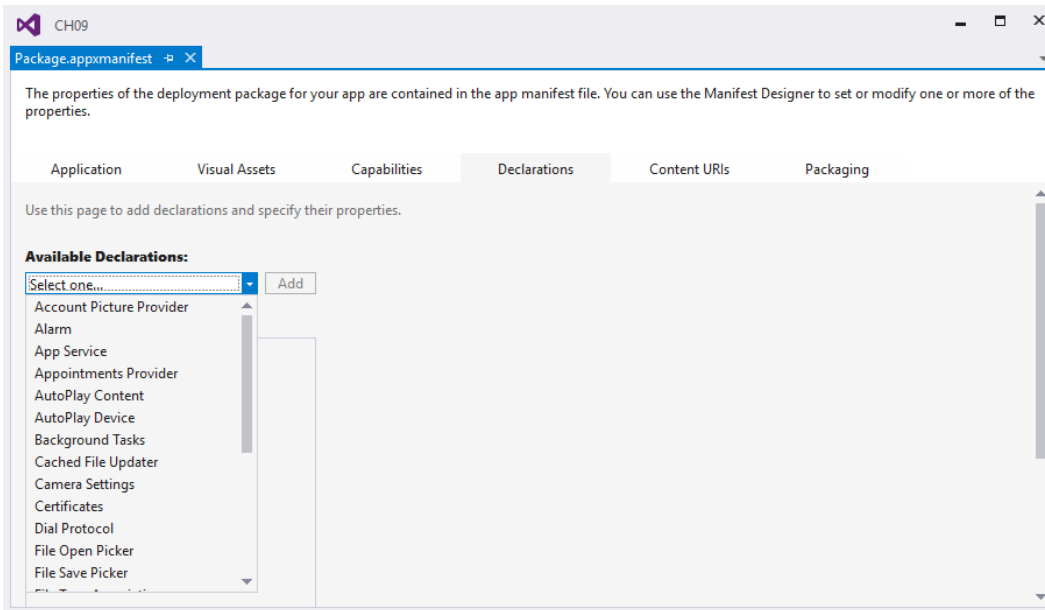 CH09
Package.appxmanifest
The properties of the deployment package for your app are contained in the app manifest file. You can use the Manifest Designer to set or modify one or more of the
properties.
Application Visual Assets Capabilities Declarations Content URIs Packaging
Use this page to add declarations and specify their properties.
Available Declarations:
Select one... Add
Account Picture Provider
Alarm
App Service
Appointments Provider
AutoPlay Content
AutoPlay Device
Background Tasks
Cached File Updater
Camera Settings
Certificates
Dial Protocol
File Open Picker
File Save Picker